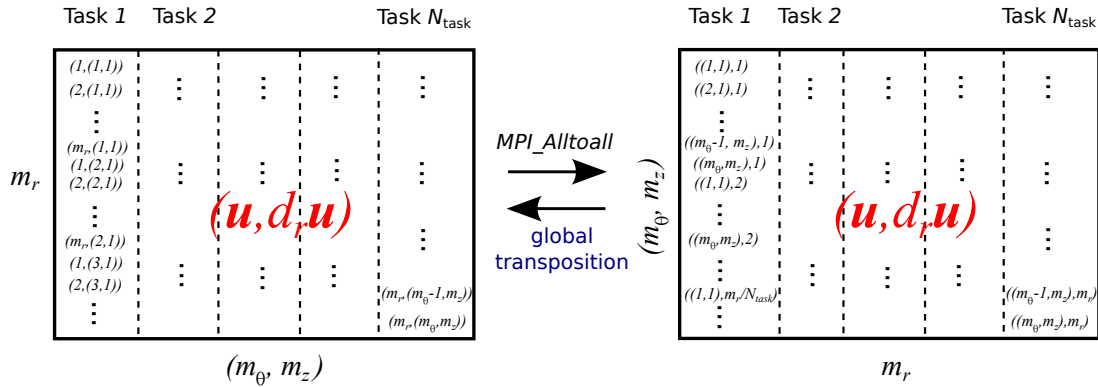 Task 1 Task 2 Task N_task
(1,(1,1))
(2,(1,1))
(m_r,(1,1))
(1,(2,1))
(2,(2,1))
(m_r,(2,1))
(1,(3,1))
(2,(3,1))
(m_r,(m_θ-1,m_z))
(m_r,(m_θ,m_z))
(u,d_r u)
m_r
(m_θ, m_z)
MPI_Alltoall
global
transposition
Task 1 Task 2 Task N_task
((1,1),1)
((2,1),1)
((m_θ-1, m_z),1)
((m_θ,m_z),1)
((1,1),2)
((m_θ,m_z),2)
((1,1),m_r/N_task)
((m_θ-1,m_z),m_r)
((m_θ,m_z),m_r)
(u,d_r u)
(m_θ, m_z)
m_r